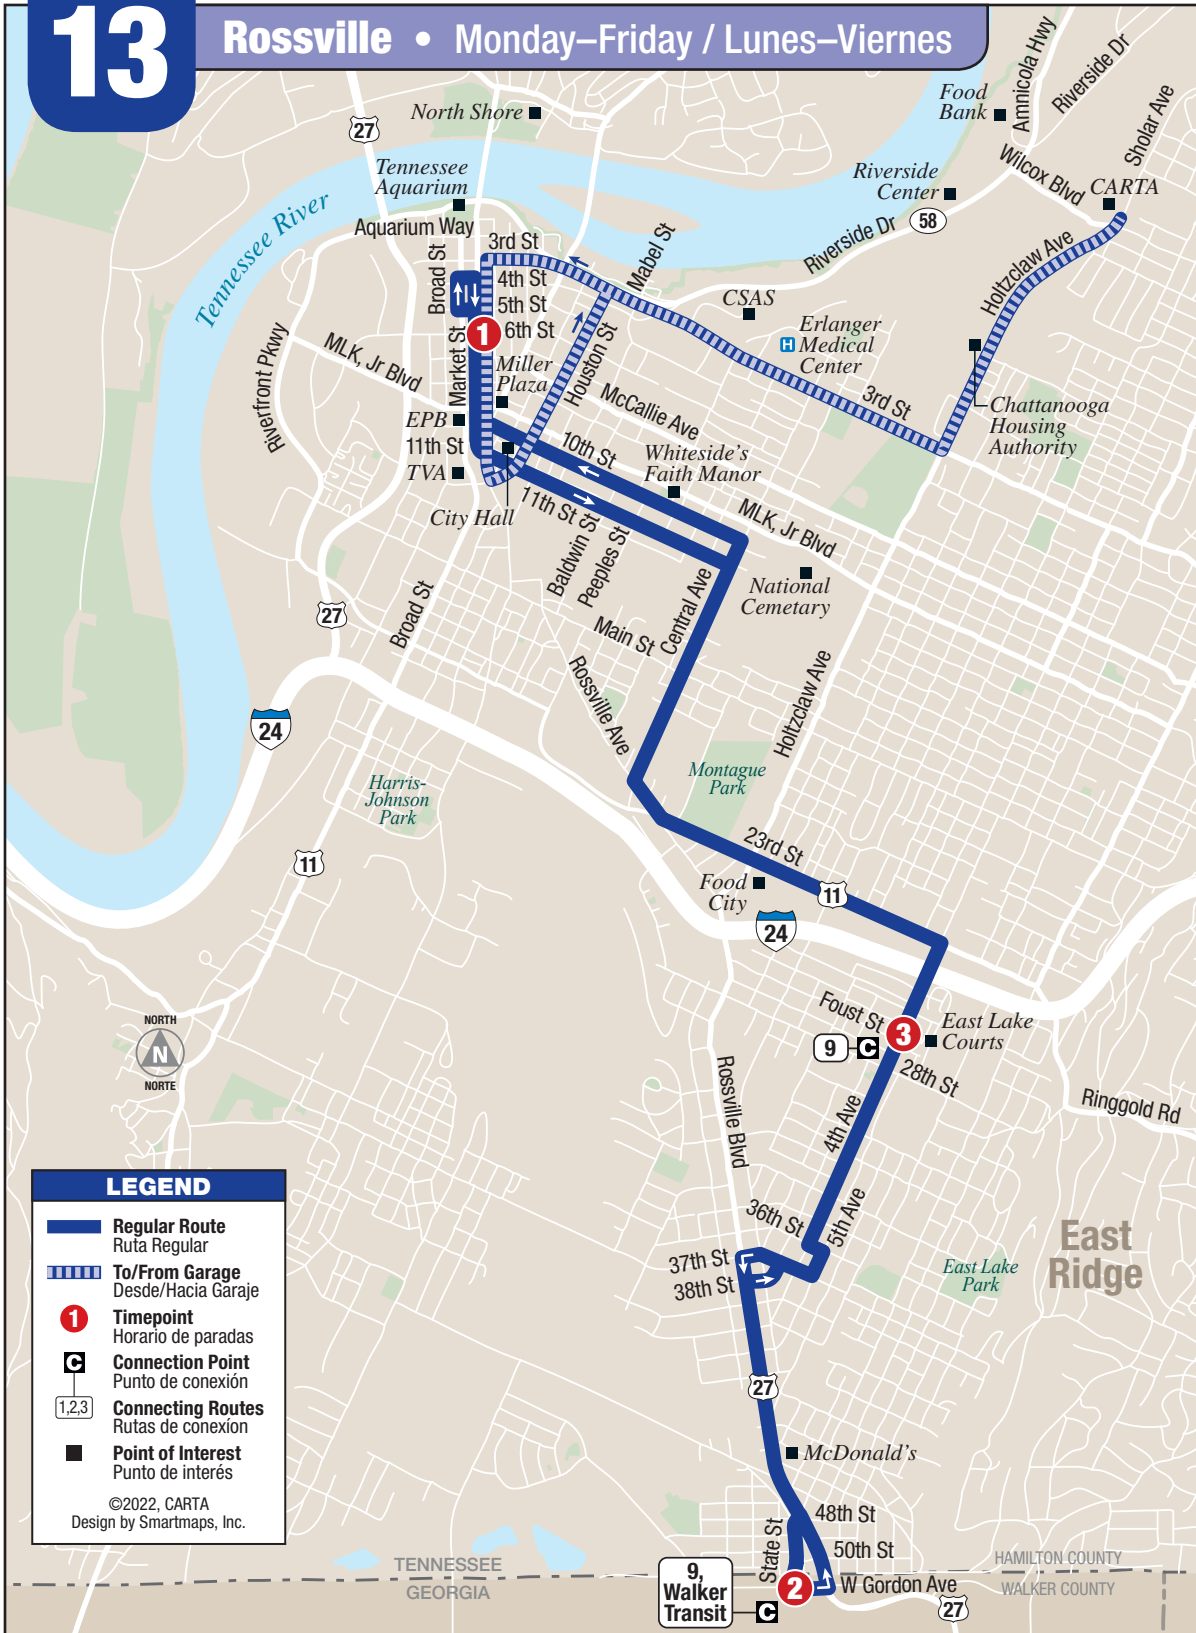 13
Rossville • Monday–Friday / Lunes–Viernes
27
North Shore
Food
Bank
Amnicola Hwy
Riverside Dr
Sholar Ave
Tennessee
Aquarium
Riverside
Center
Wilcox Blvd
CARTA
Tennessee River
Aquarium Way
58
Riverside Dr
3rd St
Mabel St
Holtzclaw Ave
Broad St
4th St
5th St
6th St
1
CSAS
H
Erlanger
Medical
Center
Riverfront Pkwy
MLK, Jr Blvd
Market St
Miller
Plaza
Houston St
McCallie Ave
3rd St
Chattanooga
Housing
Authority
EPB
11th St
TVA
City Hall
10th St
Whiteside's
Faith Manor
11th St
Baldwin St
Peeples St
MLK, Jr Blvd
National
Cemetary
27
Broad St
Main St
Central Ave
Rossville Ave
Holtzclaw Ave
24
Harris-
Johnson
Park
Montague
Park
11
23rd St
Food
City
11
24
NORTH
N
NORTE
Foust St
3
East Lake
Courts
9
C
28th St
Rossville Blvd
4th Ave
Ringgold Rd
36th St
5th Ave
37th St
38th St
East Lake
Park
East
Ridge
27
McDonald's
48th St
State St
50th St
TENNESSEE
GEORGIA
HAMILTON COUNTY
WALKER COUNTY
9,
Walker
Transit
C
2
W Gordon Ave
27
LEGEND
Regular Route
Ruta Regular
To/From Garage
Desde/Hacia Garaje
1
Timepoint
Horario de paradas
C
Connection Point
Punto de conexión
1,2,3
Connecting Routes
Rutas de conexíon
Point of Interest
Punto de interés
©2022, CARTA
Design by Smartmaps, Inc.